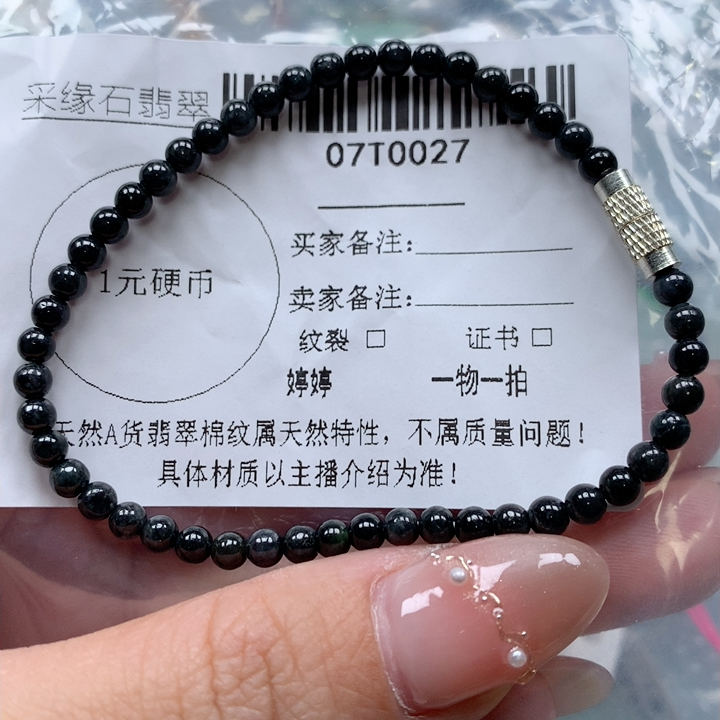 采缘石翡翠
07T0027
1元硬币
买家备注:
卖家备注:
纹裂 □ 证书 □
婷婷 一物一拍
天然A货翡翠棉纹属天然特性，不属质量问题！
具体材质以主播介绍为准！